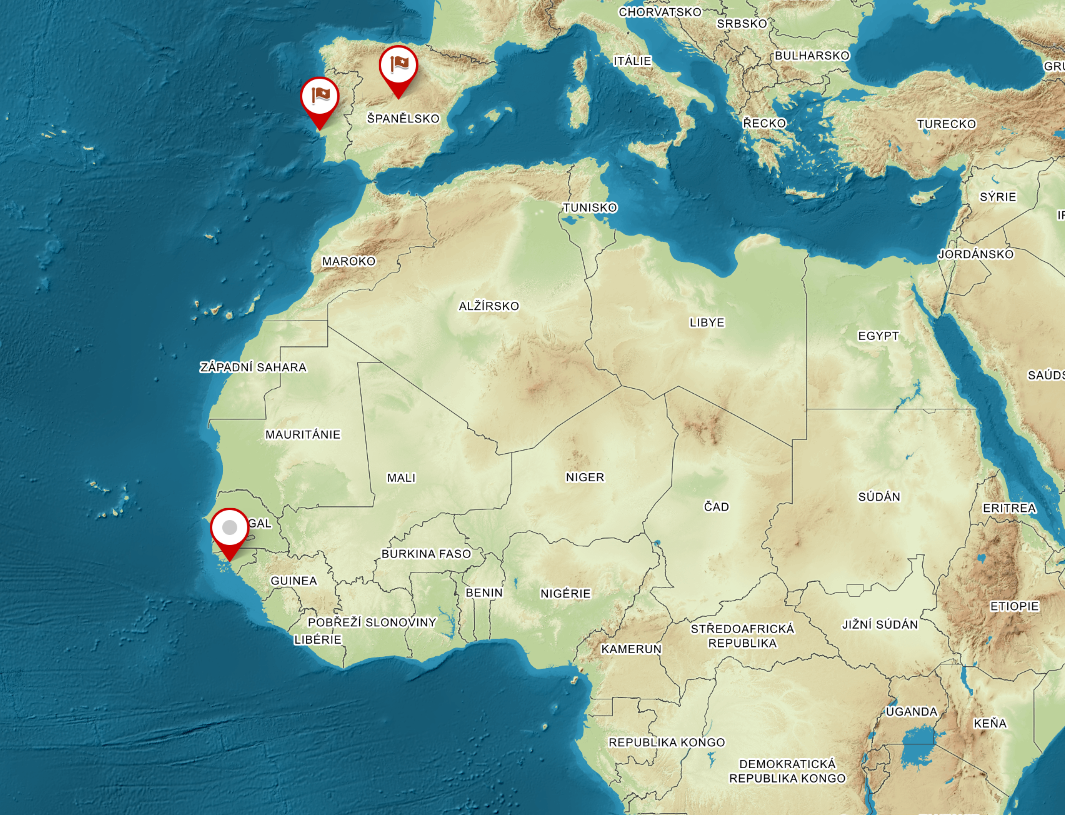 CHORVATSKO
SRBSKO
BULHARSKO
ITÁLIE
GRU
ŠPANĚLSKO
ŘECKO
TURECKO
SÝRIE
TUNISKO
JORDÁNSKO
MAROKO
ALŽÍRSKO
LIBYE
EGYPT
ZÁPADNÍ SAHARA
SAÚDS
MAURITÁNIE
MALI
NIGER
ČAD
SÚDÁN
ERITREA
GAL
BURKINA FASO
GUINEA
BENIN
NIGÉRIE
ETIOPIE
POBŘEŽÍ SLONOVINY
JIŽNÍ SÚDÁN
STŘEDOAFRICKÁ
REPUBLIKA
LIBÉRIE
KAMERUN
UGANDA
KEŇA
REPUBLIKA KONGO
DEMOKRATICKÁ
REPUBLIKA KONGO